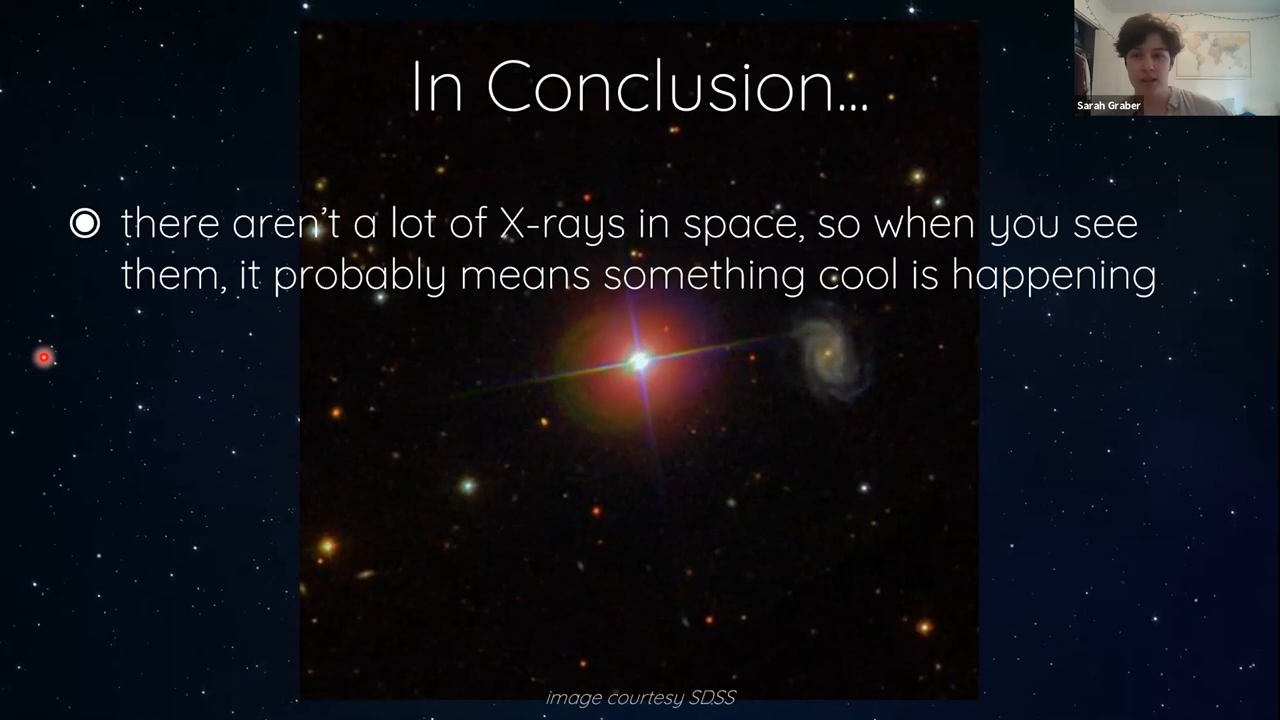 In Conclusion...
Sarah Graber
there aren't a lot of X-rays in space, so when you see
them, it probably means something cool is happening
image courtesy SDSS